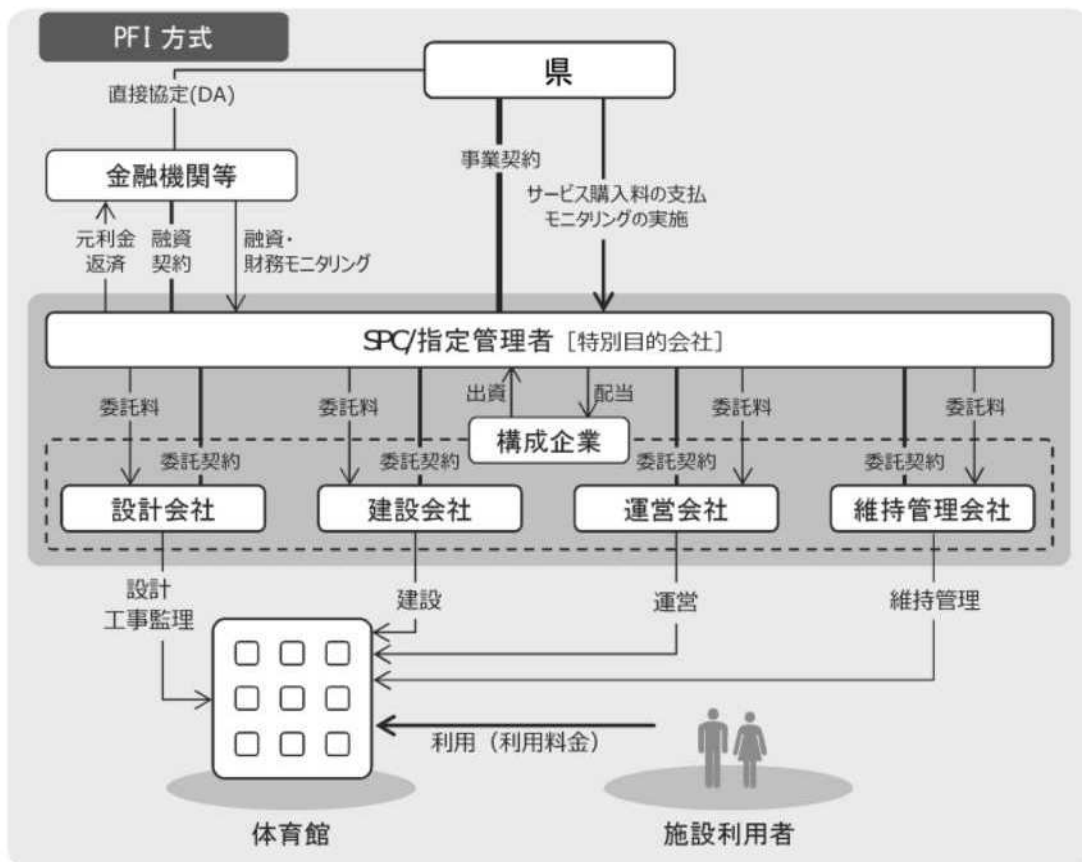 PFI 方式
県
直接協定(DA)
金融機関等
事業契約
サービス購入料の支払
モニタリングの実施
元利金
返済
融資
契約
融資・
財務モニタリング
SPC/指定管理者［特別目的会社］
委託料
委託契約
委託料
委託契約
出資
配当
構成企業
委託契約
委託料
委託契約
委託料
設計会社
建設会社
運営会社
維持管理会社
設計
工事監理
建設
運営
維持管理
利用（利用料金）
体育館
施設利用者